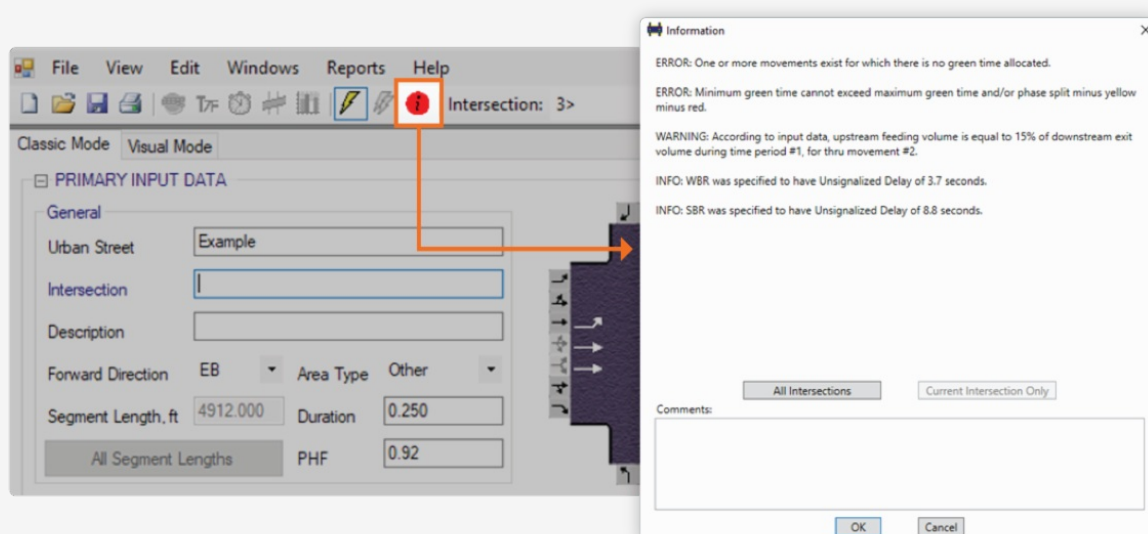 File View Edit Windows Reports Help
T/F i Intersection: 3>
Classic Mode Visual Mode
PRIMARY INPUT DATA
General
Urban Street Example
Intersection
Description
Forward Direction EB Area Type Other
Segment Length, ft 4912.000 Duration 0.250
All Segment Lengths PHF 0.92
Information
ERROR: One or more movements exist for which there is no green time allocated.
ERROR: Minimum green time cannot exceed maximum green time and/or phase split minus yellow
minus red.
WARNING: According to input data, upstream feeding volume is equal to 15% of downstream exit
volume during time period #1, for thru movement #2.
INFO: WBR was specified to have Unsignalized Delay of 3.7 seconds.
INFO: SBR was specified to have Unsignalized Delay of 8.8 seconds.
All Intersections Current Intersection Only
Comments:
OK Cancel